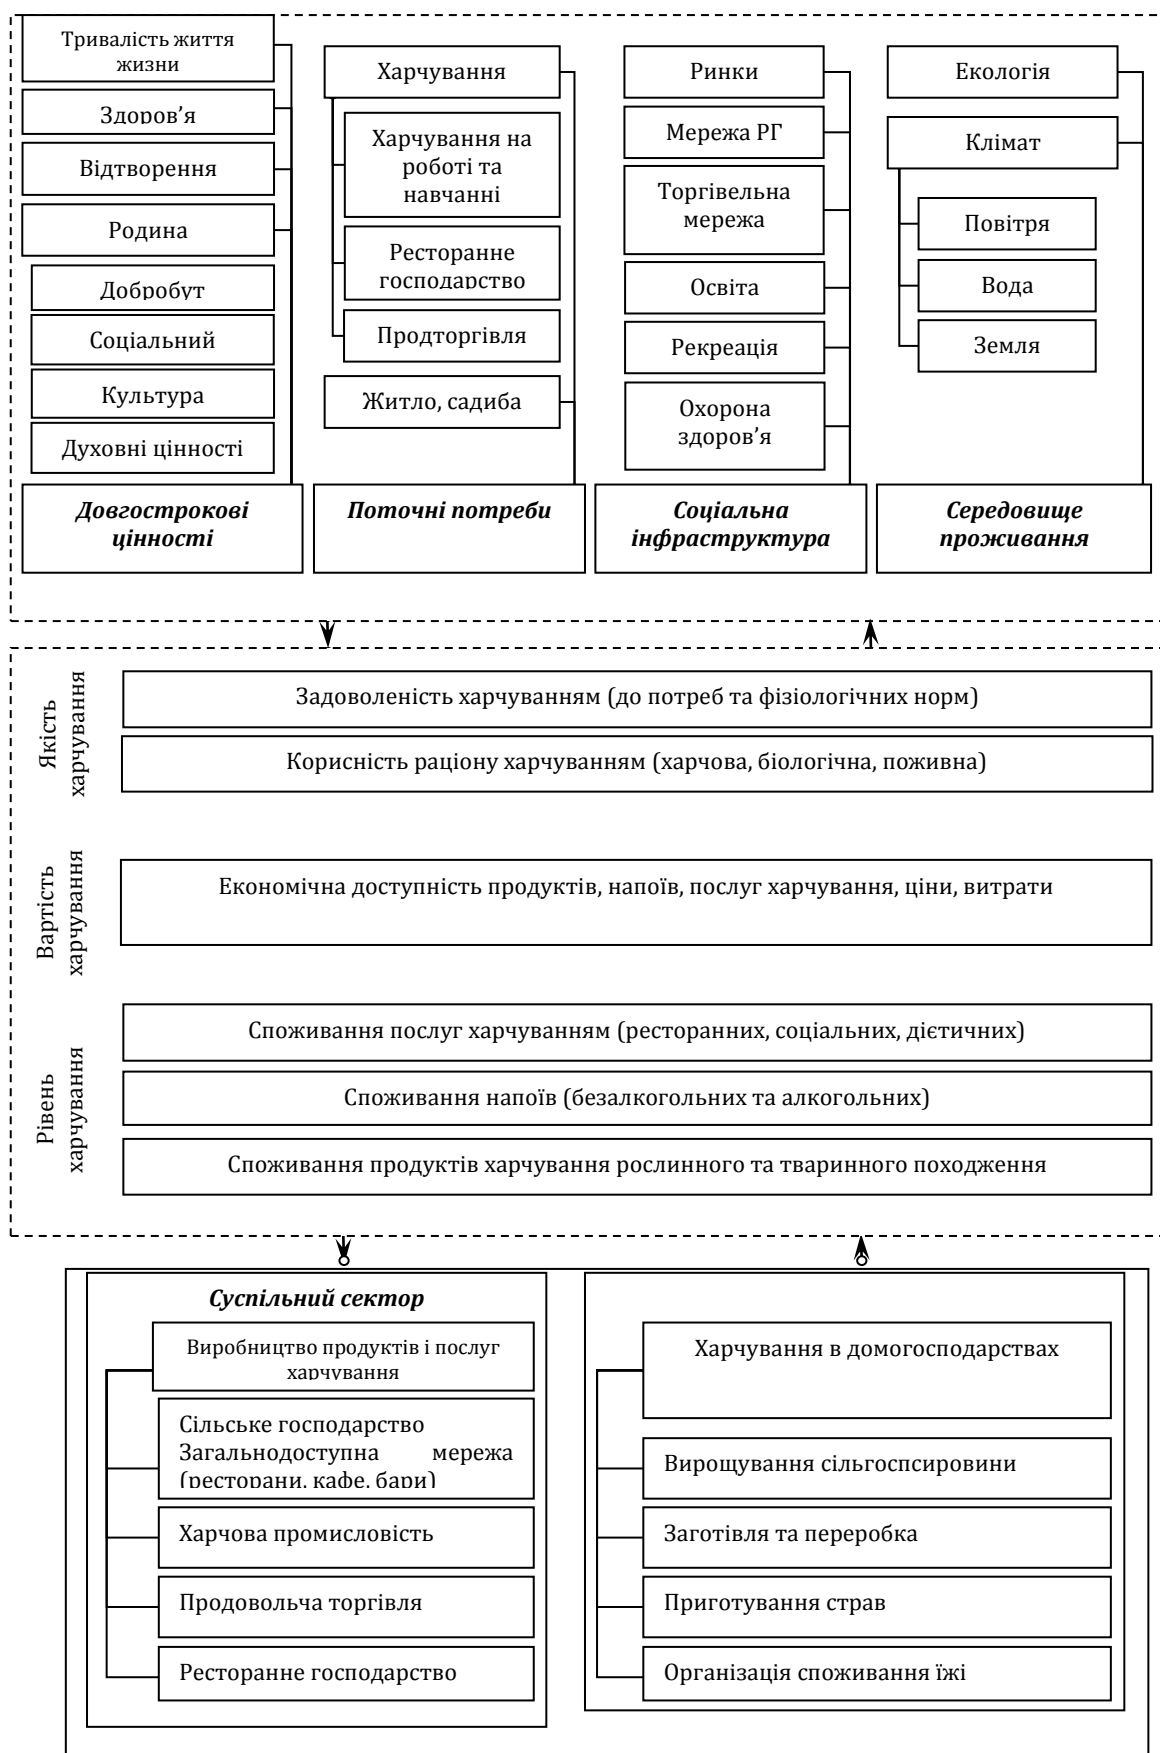 Тривалість життя
жизни
Здоров’я
Відтворення
Родина
Добробут
Соціальний
Культура
Духовні цінності
Довгострокові
цінності
Харчування
Харчування на
роботі та
навчанні
Ресторанне
господарство
Продторгівля
Житло, садиба
Поточні потреби
Ринки
Мережа РГ
Торгівельна
мережа
Освіта
Рекреація
Охорона
здоров’я
Соціальна
інфраструктура
Екологія
Клімат
Повітря
Вода
Земля
Середовище
проживання
Якість
харчування
Задоволеність харчуванням (до потреб та фізіологічних норм)
Корисність раціону харчуванням (харчова, біологічна, поживна)
Вартість
харчування
Економічна доступність продуктів, напоїв, послуг харчування, ціни, витрати
Рівень
харчування
Споживання послуг харчуванням (ресторанних, соціальних, дієтичних)
Споживання напоїв (безалкогольних та алкогольних)
Споживання продуктів харчування рослинного та тваринного походження
Суспільний сектор
Виробництво продуктів і послуг
харчування
Сільське господарство
Загальнодоступна мережа
(ресторани, кафе, бари)
Харчова промисловість
Продовольча торгівля
Ресторанне господарство
Харчування в домогосподарствах
Вирощування сільгоспсировини
Заготівля та переробка
Приготування страв
Організація споживання їжі